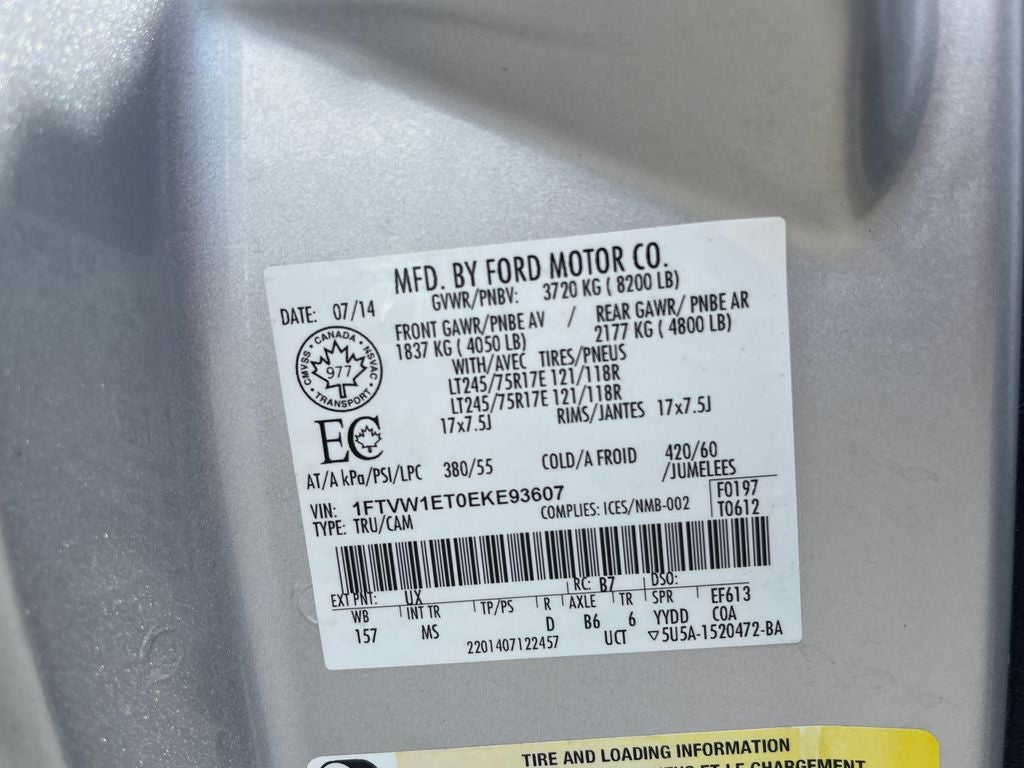 MFD. BY FORD MOTOR CO.
DATE: 07/14
GVWR/PNBV: 3720 KG ( 8200 LB)
FRONT GAWR/PNBE AV / REAR GAWR/ PNBE AR
1837 KG ( 4050 LB) 2177 KG ( 4800 LB)
WITH/AVEC TIRES/PNEUS
LT245/75R17E 121/118R
LT245/75R17E 121/118R
17x7.5J RIMS/JANTES 17x7.5J
CANADA
CMVSS · NSVAC
977
TRANSPORT
EC
AT/A kPa/PSI/LPC 380/55 COLD/A FROID 420/60
/JUMELEES
VIN: 1FTVW1ET0EKE93607 F0197
TYPE: TRU/CAM COMPLIES: ICES/NMB-002 T0612
EXT PNT: UX RC: B7 DSO:
WB INT TR TP/PS R AXLE TR SPR EF613
157 MS D B6 6 YYDD COA
2201407122457 UCT ▽5U5A-1520472-BA
TIRE AND LOADING INFORMATION
ET LE CHARGEMENT